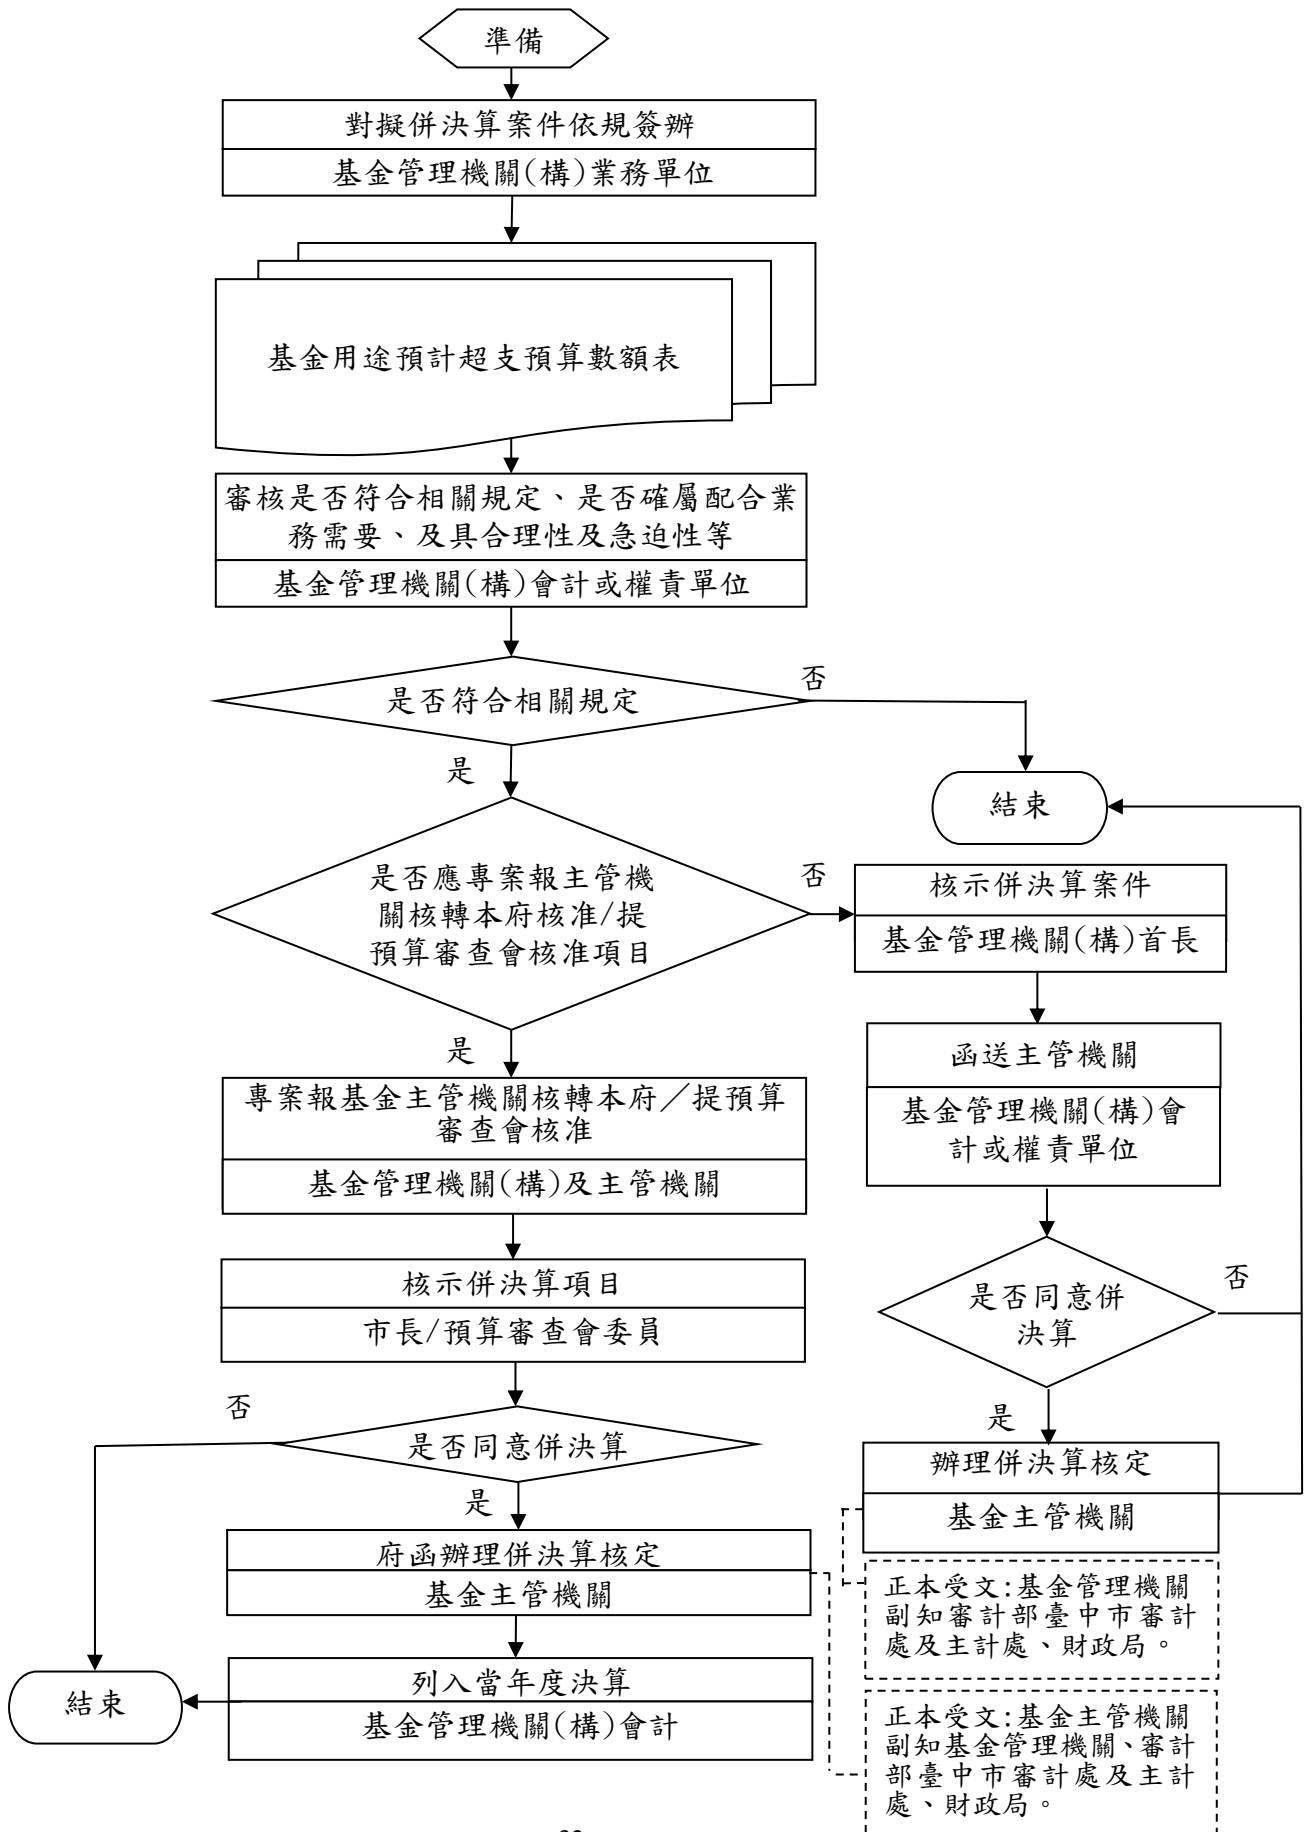 準備
對擬併決算案件依規簽辦
基金管理機關(構)業務單位
基金用途預計超支預算數額表
審核是否符合相關規定、是否確屬配合業
務需要、及具合理性及急迫性等
基金管理機關(構)會計或權責單位
是否符合相關規定
否
是
結束
是否應專案報主管機
關核轉本府核准/提
預算審查會核准項目
否
是
核示併決算案件
基金管理機關(構)首長
函送主管機關
基金管理機關(構)會
計或權責單位
專案報基金主管機關核轉本府／提預算
審查會核准
基金管理機關(構)及主管機關
核示併決算項目
市長/預算審查會委員
是否同意併
決算
否
是
否
是否同意併決算
是
辦理併決算核定
基金主管機關
府函辦理併決算核定
基金主管機關
正本受文:基金管理機關
副知審計部臺中市審計
處及主計處、財政局。
列入當年度決算
基金管理機關(構)會計
結束
正本受文:基金主管機關
副知基金管理機關、審計
部臺中市審計處及主計
處、財政局。